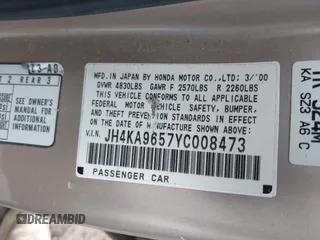 MFD. IN JAPAN BY HONDA MOTOR CO.,LTD. 3/'00
GVWR 4830LBS GAWR F 2570LBS R 2260LBS
THIS VEHICLE CONFORMS TO ALL APPLICABLE
FEDERAL MOTOR VEHICLE SAFETY, BUMPER,
AND THEFT PREVENTION STANDARDS IN
EFFECT ON THE DATE OF MANUFACTURE
SHOWN ABOVE.
V.I.N. JH4KA9657YC008473
PASSENGER CAR
2 REAR 3
SEE OWNER'S
MANUAL FOR
ADDITIONAL
INFORMATION
KA S29 A6 C
DREAMBID